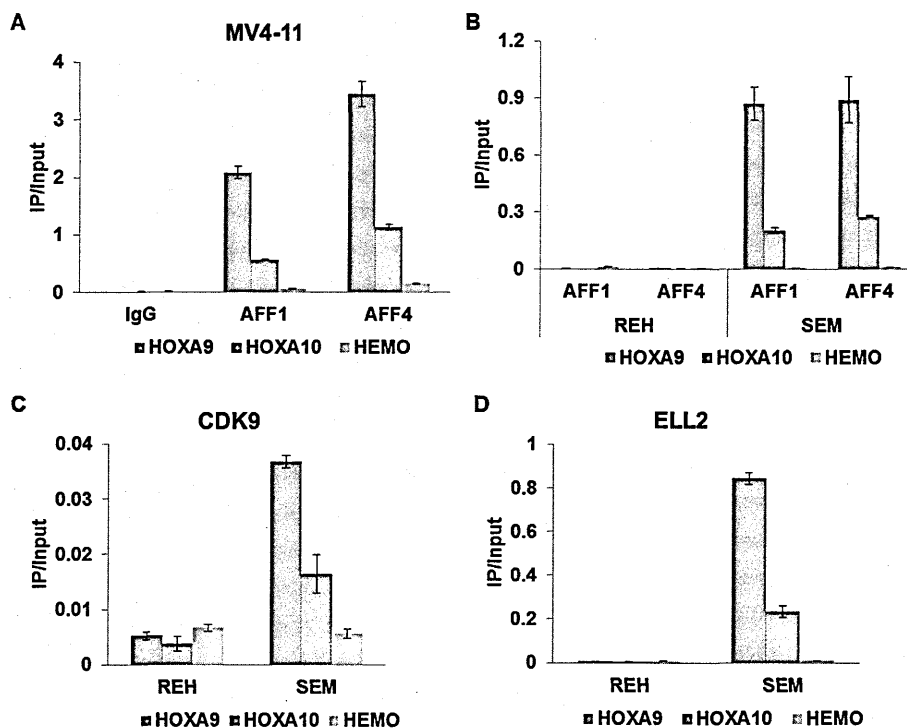 A
MV4-11
IP/Input
4
3
2
1
0
IgG AFF1 AFF4
HOXA9 HOXA10 HEMO
B
IP/Input
1.2
0.9
0.6
0.3
0
AFF1 AFF4 AFF1 AFF4
REH SEM
HOXA9 HOXA10 HEMO
C
CDK9
IP/Input
0.04
0.03
0.02
0.01
0
REH SEM
HOXA9 HOXA10 HEMO
D
ELL2
IP/Input
1
0.8
0.6
0.4
0.2
0
REH SEM
HOXA9 HOXA10 HEMO